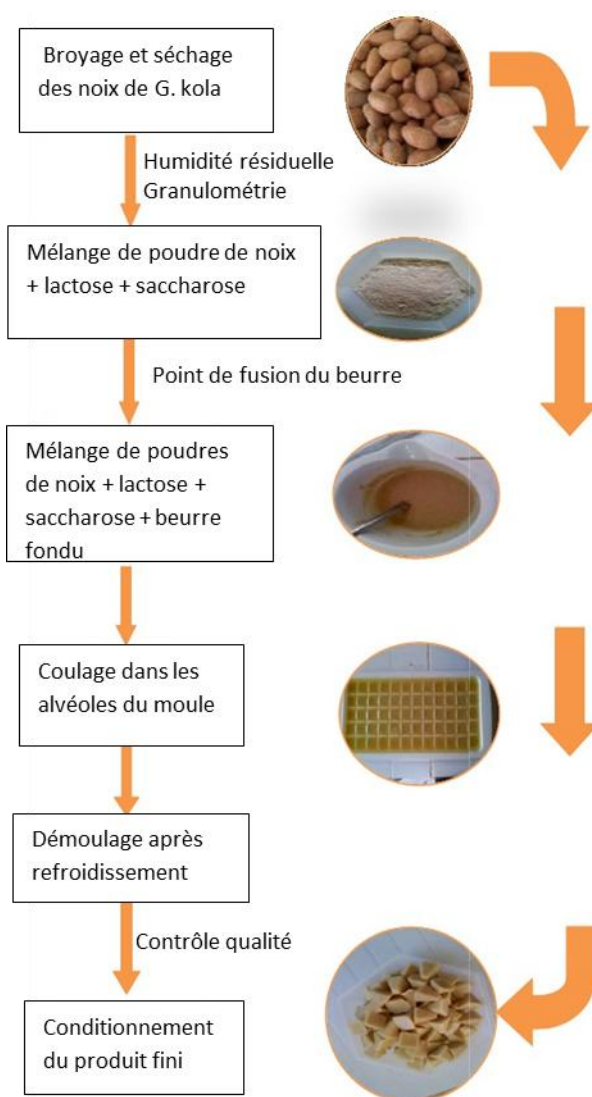 Broyage et séchage
des noix de G. kola
Humidité résiduelle
Granulométrie
Mélange de poudre de noix
+ lactose + saccharose
Point de fusion du beurre
Mélange de poudres
de noix + lactose +
saccharose + beurre
fondu
Coulage dans les
alvéoles du moule
Démoulage après
refroidissement
Contrôle qualité
Conditionnement
du produit fini